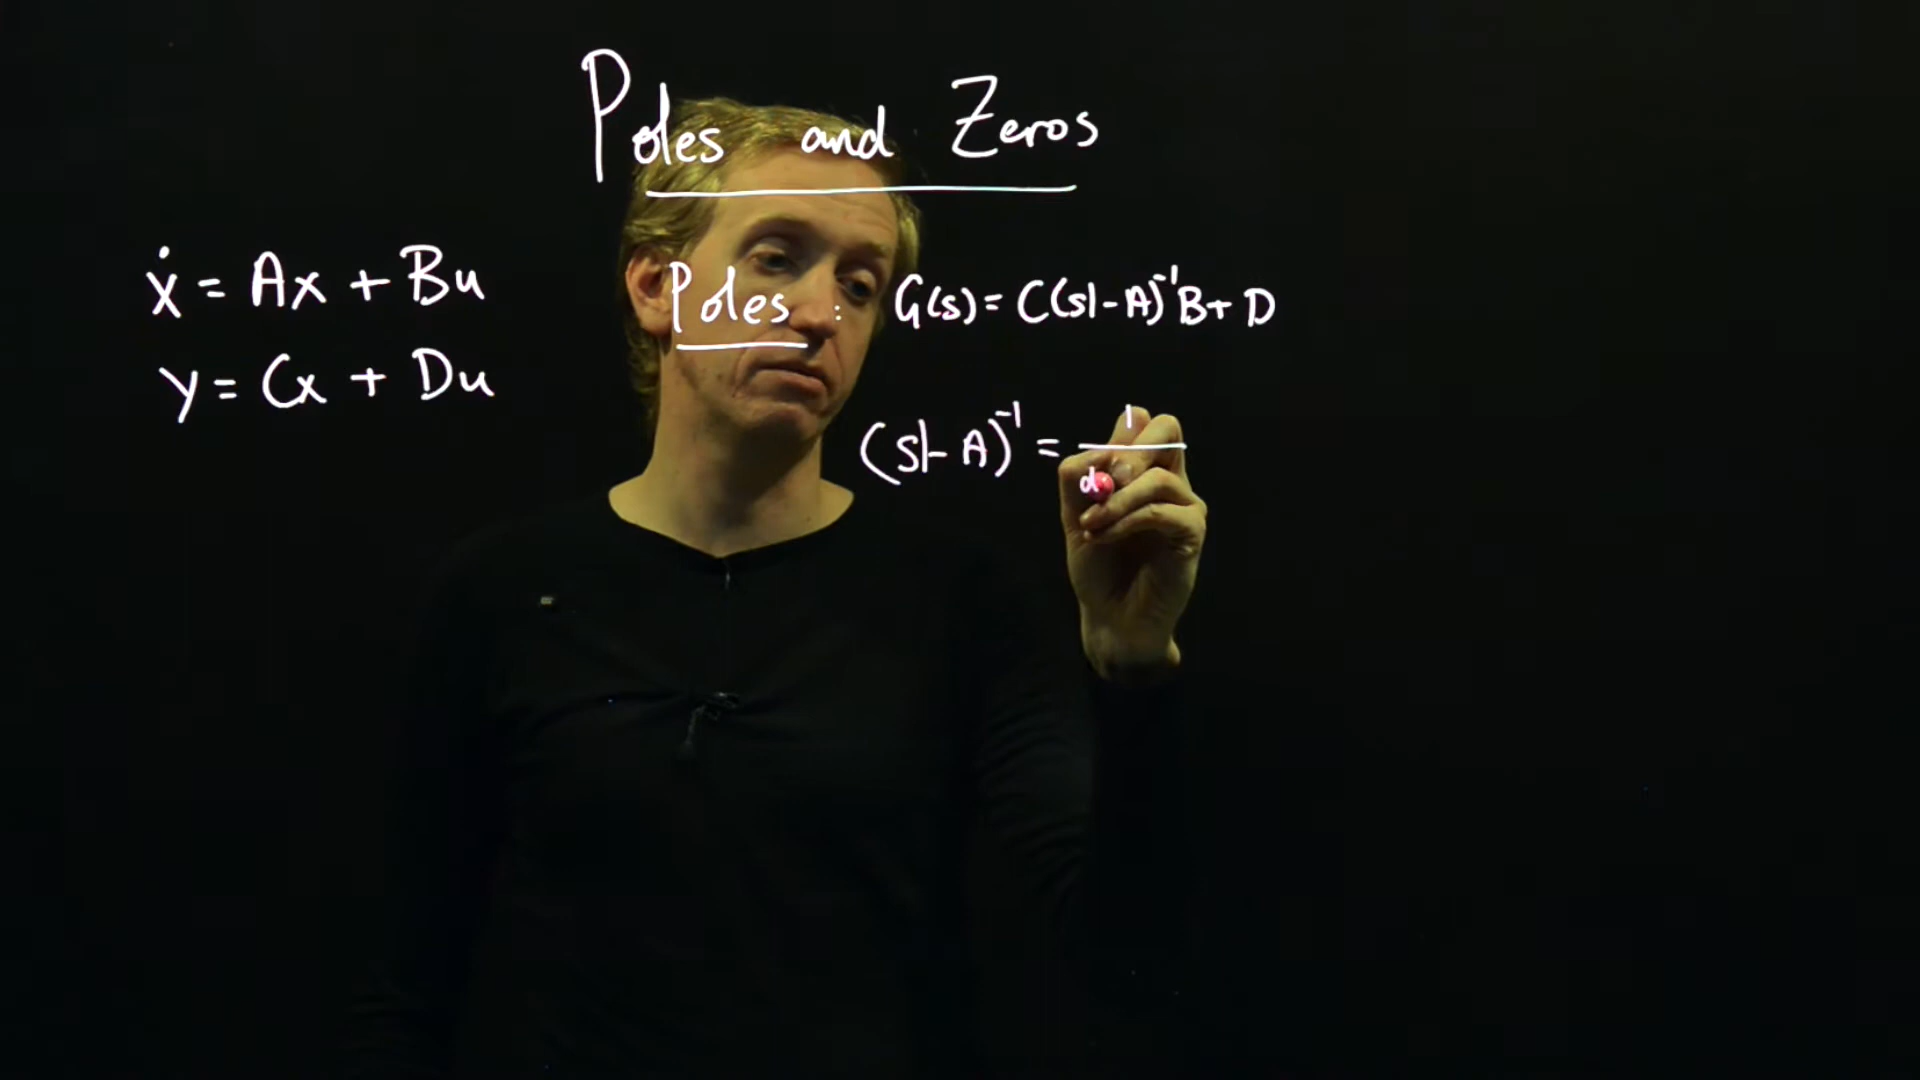 Poles and Zeros
ẋ = Ax + Bu
y = Cx + Du
Poles : G(s) = C(sI - A)⁻¹B + D
(sI - A)⁻¹ = 1 / d